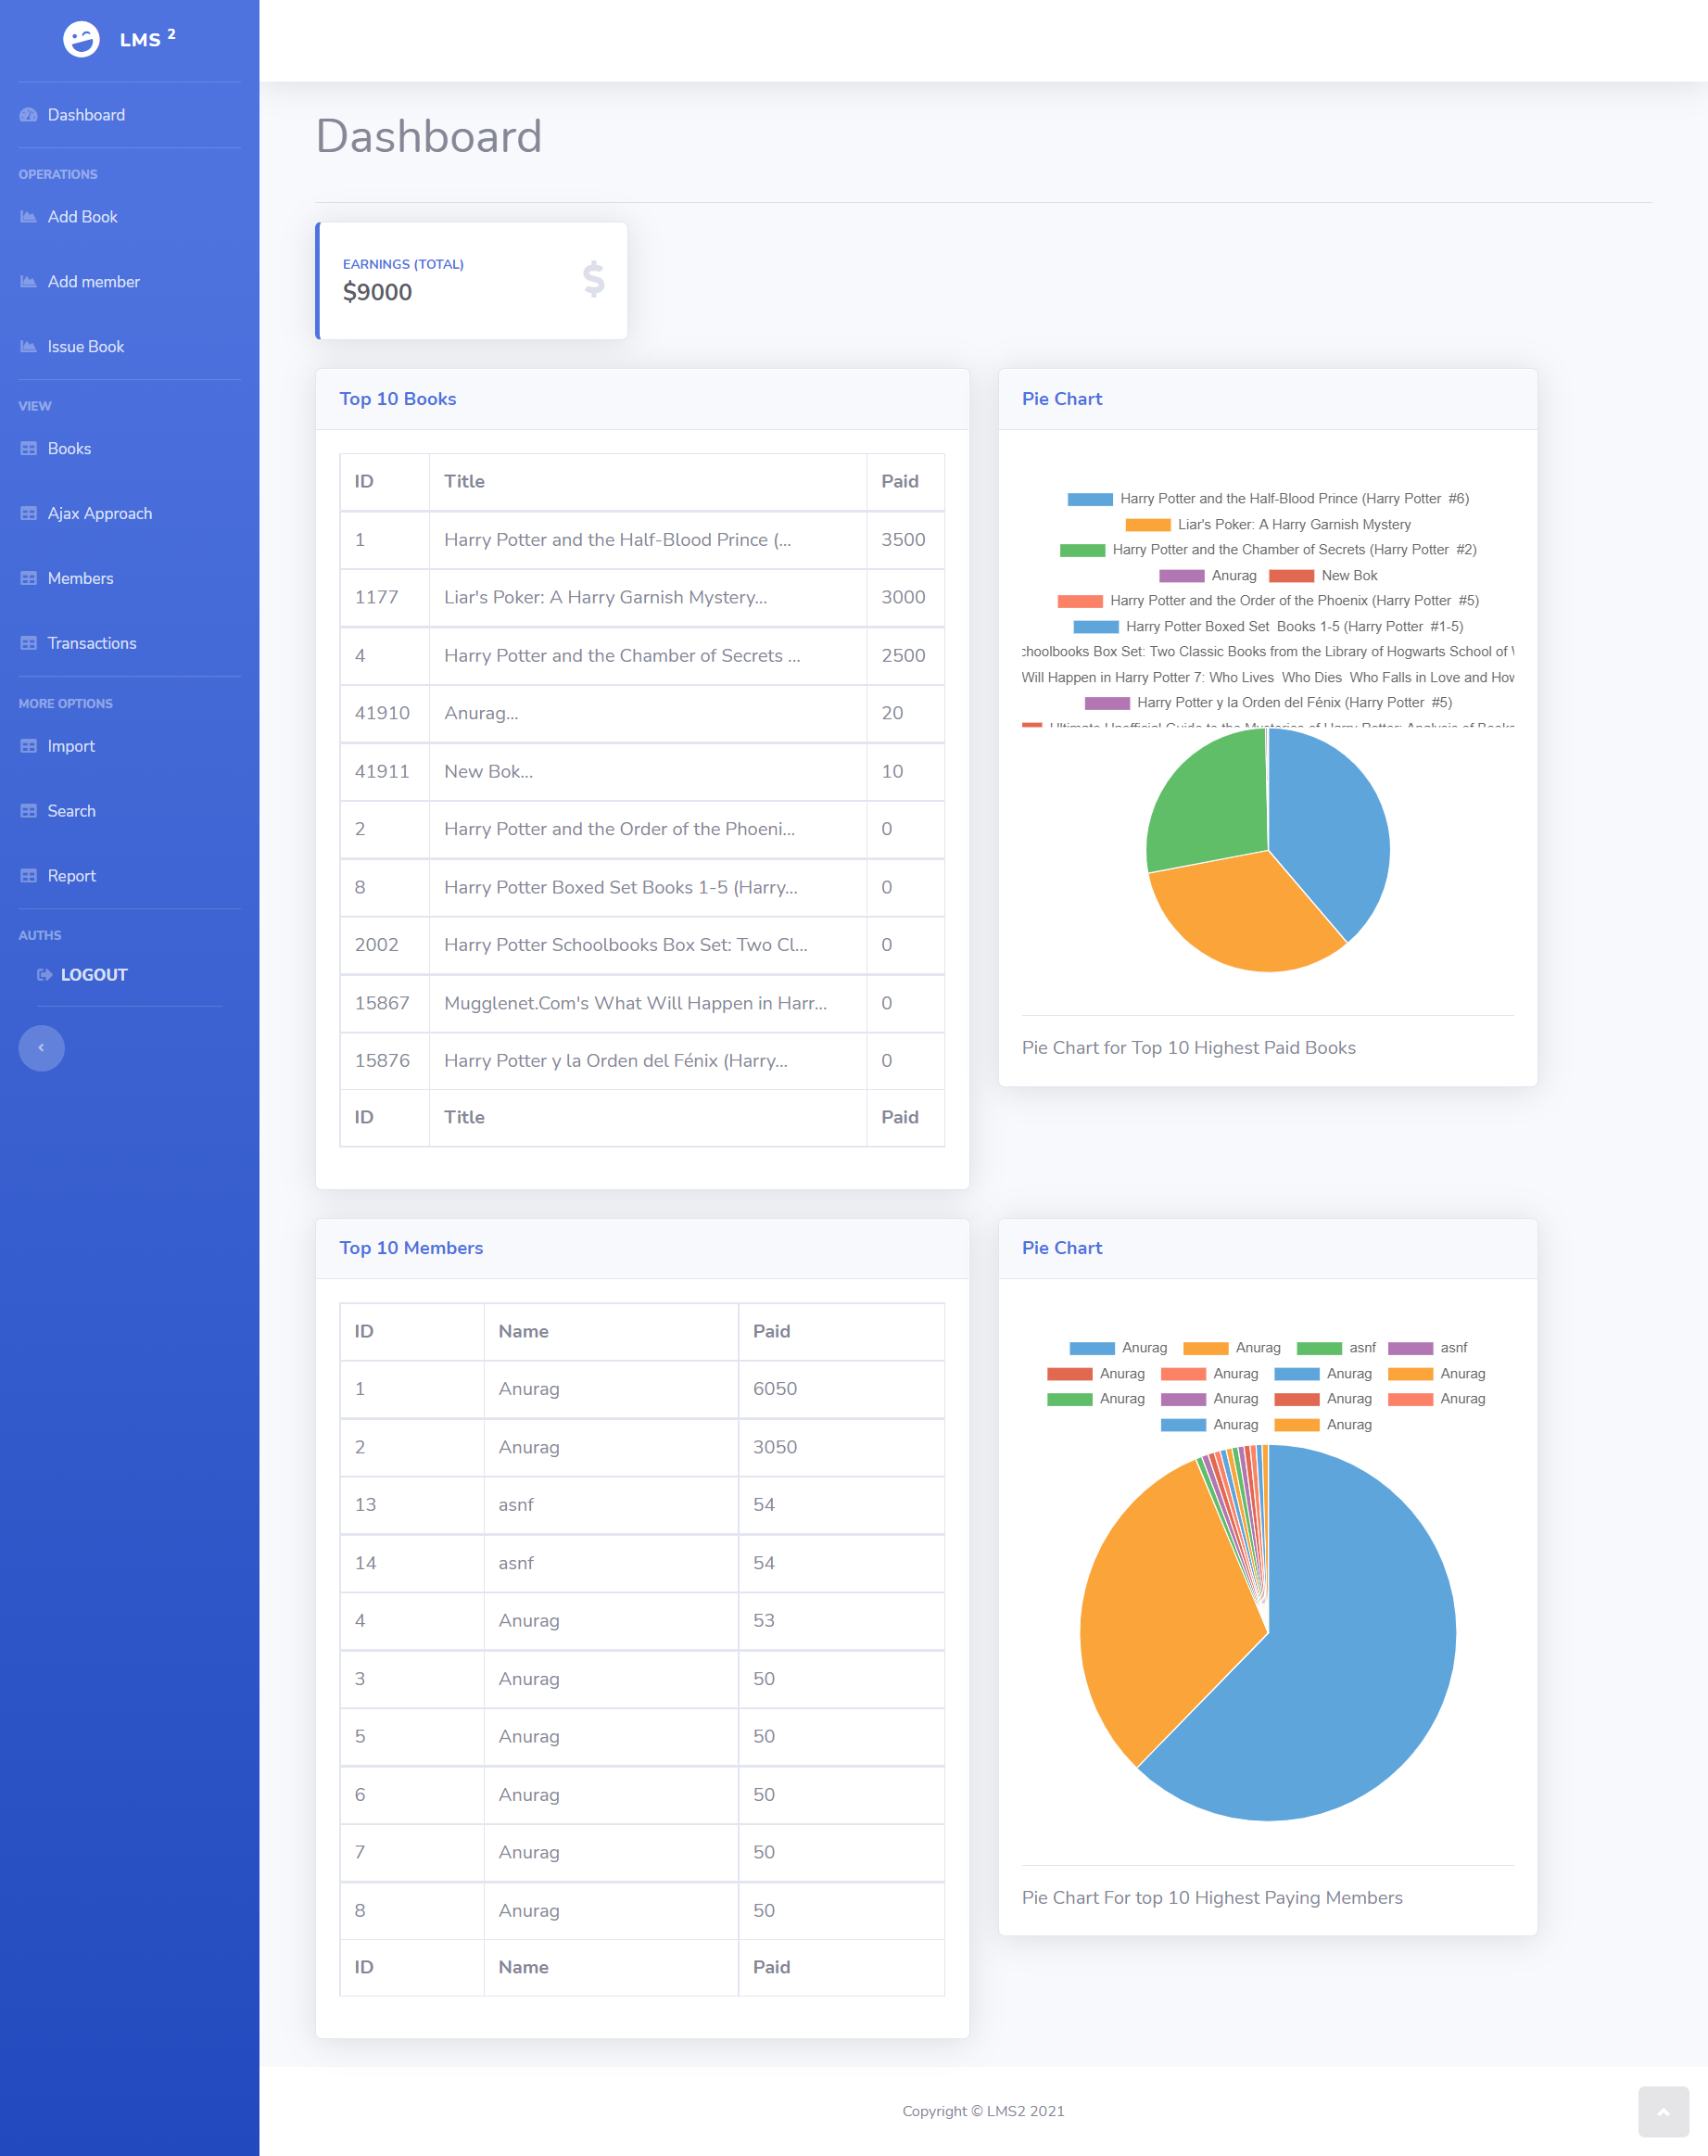 LMS 2
Dashboard
OPERATIONS
Add Book
Add member
Issue Book
VIEW
Books
Ajax Approach
Members
Transactions
MORE OPTIONS
Import
Search
Report
AUTHS
LOGOUT
Dashboard
EARNINGS (TOTAL)
$9000
$
Top 10 Books
ID Title Paid
1 Harry Potter and the Half-Blood Prince (... 3500
1177 Liar's Poker: A Harry Garnish Mystery... 3000
4 Harry Potter and the Chamber of Secrets ... 2500
41910 Anurag... 20
41911 New Bok... 10
2 Harry Potter and the Order of the Phoeni... 0
8 Harry Potter Boxed Set Books 1-5 (Harry... 0
2002 Harry Potter Schoolbooks Box Set: Two Cl... 0
15867 Mugglenet.Com's What Will Happen in Harr... 0
15876 Harry Potter y la Orden del Fénix (Harry... 0
ID Title Paid
Pie Chart
Harry Potter and the Half-Blood Prince (Harry Potter #6)
Liar's Poker: A Harry Garnish Mystery
Harry Potter and the Chamber of Secrets (Harry Potter #2)
Anurag New Bok
Harry Potter and the Order of the Phoenix (Harry Potter #5)
Harry Potter Boxed Set Books 1-5 (Harry Potter #1-5)
choolbooks Box Set: Two Classic Books from the Library of Hogwarts School of
Will Happen in Harry Potter 7: Who Lives Who Dies Who Falls in Love and How
Harry Potter y la Orden del Fénix (Harry Potter #5)
Ultimate Unofficial Guide to the Mysteries of Harry Potter: Analysis of Books
Pie Chart for Top 10 Highest Paid Books
Top 10 Members
ID Name Paid
1 Anurag 6050
2 Anurag 3050
13 asnf 54
14 asnf 54
4 Anurag 53
3 Anurag 50
5 Anurag 50
6 Anurag 50
7 Anurag 50
8 Anurag 50
ID Name Paid
Pie Chart
Anurag Anurag asnf asnf
Anurag Anurag Anurag Anurag
Anurag Anurag Anurag Anurag
Anurag Anurag
Pie Chart For top 10 Highest Paying Members
Copyright © LMS2 2021